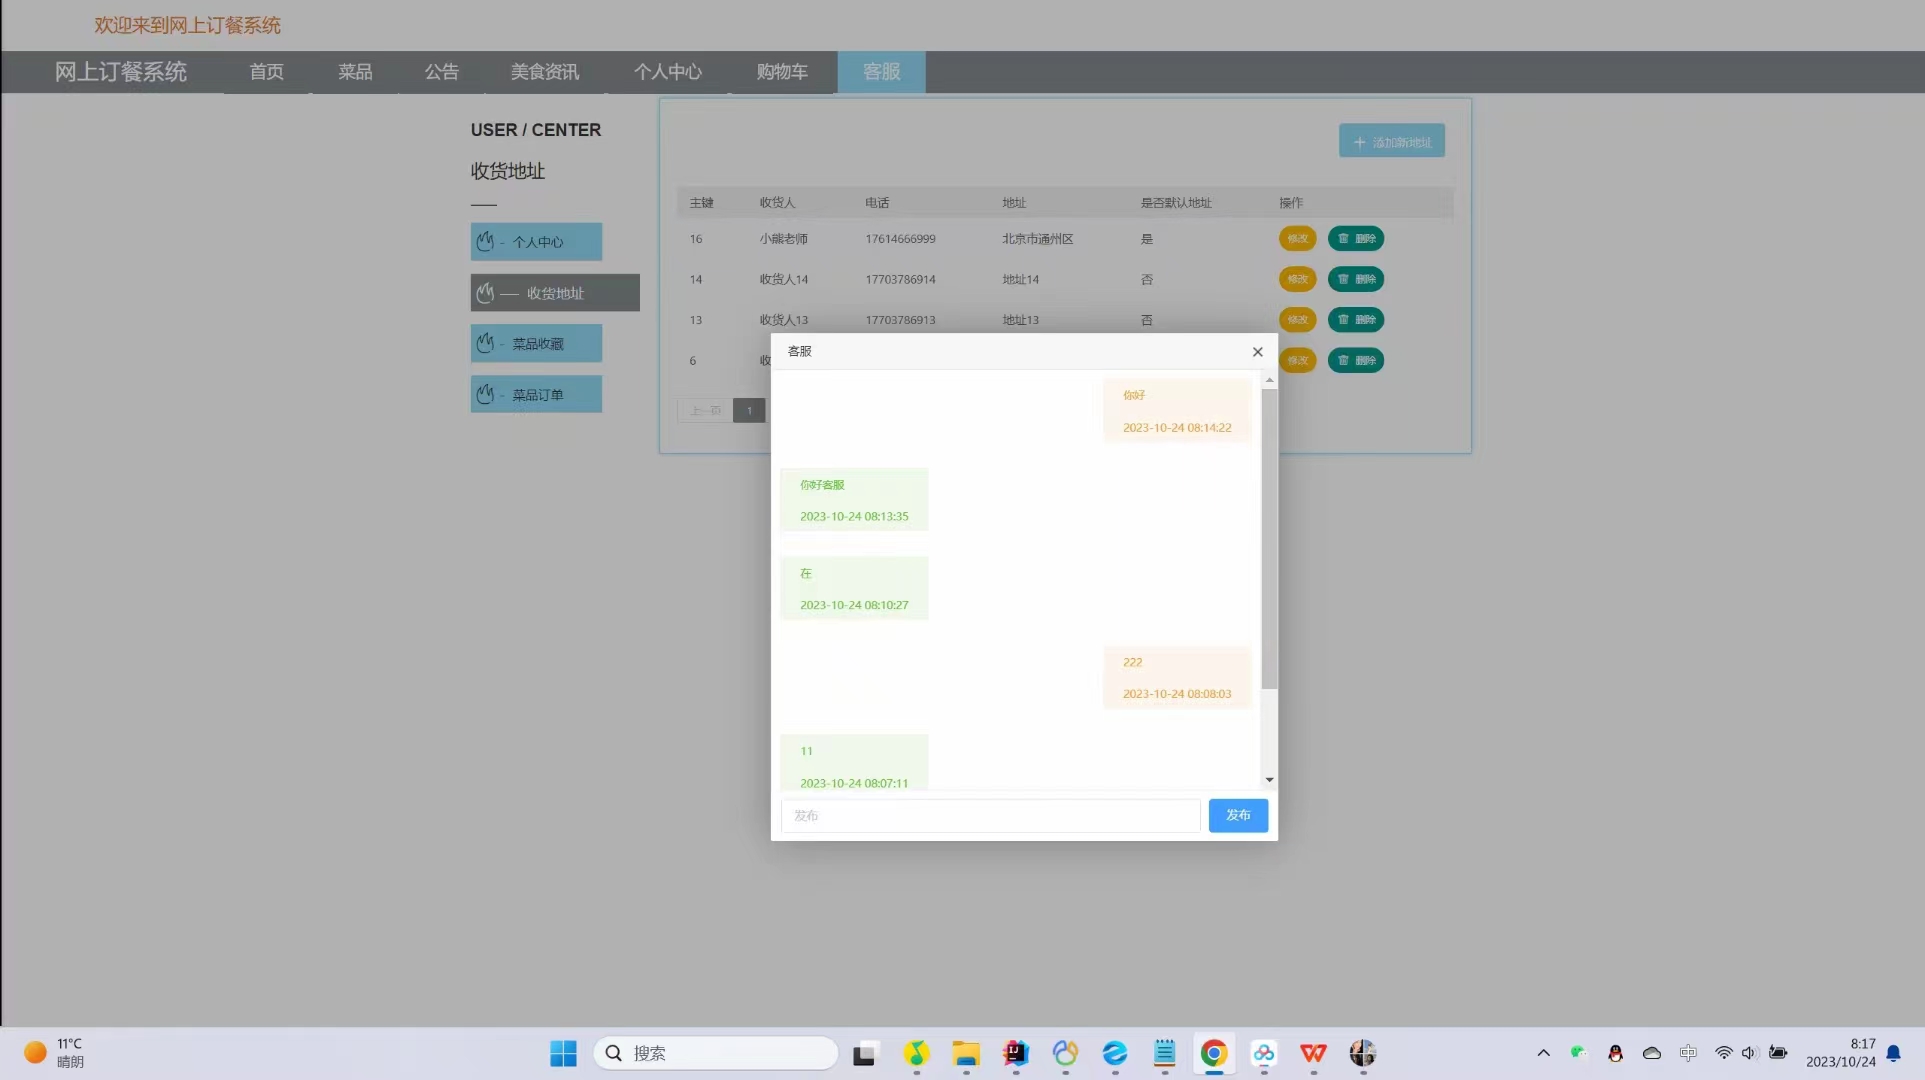 欢迎来到网上订餐系统
网上订餐系统 首页 菜品 公告 美食资讯 个人中心 购物车 客服
USER / CENTER
收货地址
- 个人中心
收货地址
- 菜品收藏
- 菜品订单
添加新地址
主键 收货人 电话 地址 是否默认地址 操作
16 小熊老师 17614666999 北京市通州区 是 修改 删除
14 收货人14 17703786914 地址14 否 修改 删除
13 收货人13 17703786913 地址13 否 修改 删除
6 收 修改 删除
上一页 1
客服
你好
2023-10-24 08:14:22
你好客服
2023-10-24 08:13:35
在
2023-10-24 08:10:27
222
2023-10-24 08:08:03
11
2023-10-24 08:07:11
发布 发布
11°C
晴朗
搜索
中
8:17
2023/10/24